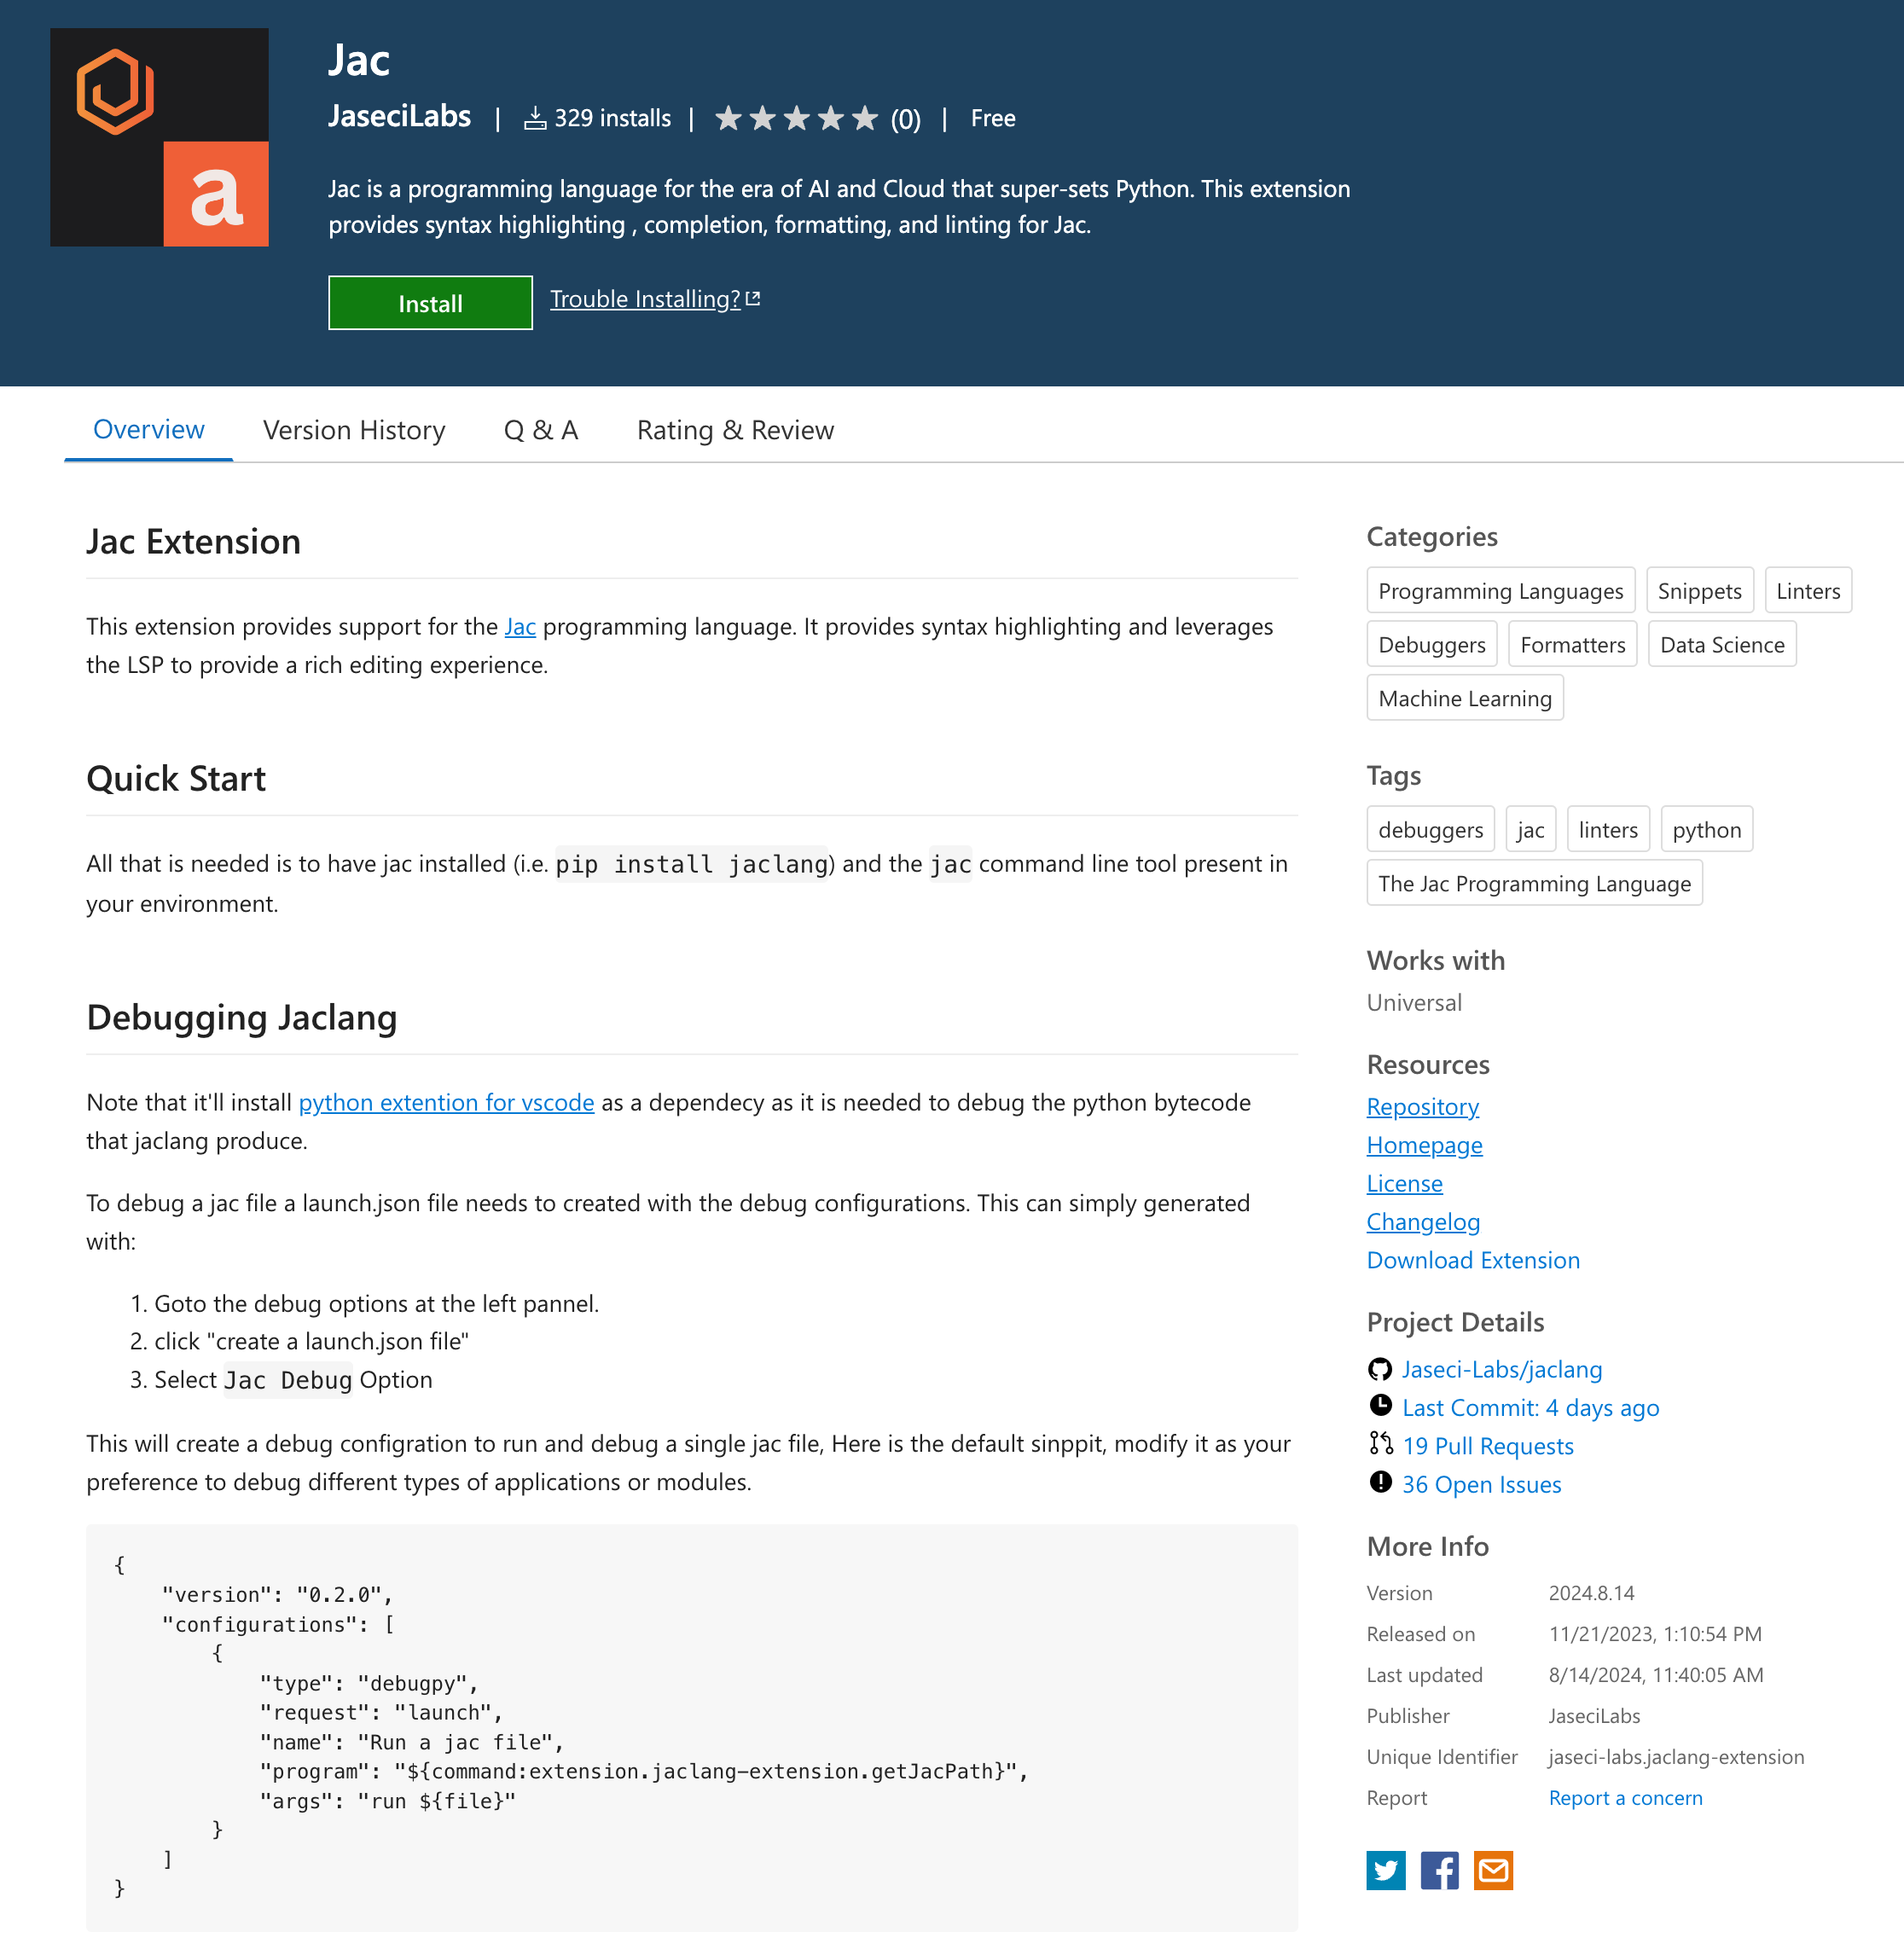 a
Jac
JaseciLabs | 329 installs | (0) | Free
Jac is a programming language for the era of AI and Cloud that super-sets Python. This extension
provides syntax highlighting , completion, formatting, and linting for Jac.
Install
Trouble Installing?
Overview
Version History
Q & A
Rating & Review
Jac Extension
This extension provides support for the Jac programming language. It provides syntax highlighting and leverages
the LSP to provide a rich editing experience.
Quick Start
All that is needed is to have jac installed (i.e. pip install jaclang) and the jac command line tool present in
your environment.
Debugging Jaclang
Note that it'll install python extention for vscode as a dependecy as it is needed to debug the python bytecode
that jaclang produce.
To debug a jac file a launch.json file needs to created with the debug configurations. This can simply generated
with:
1. Goto the debug options at the left pannel.
2. click "create a launch.json file"
3. Select Jac Debug Option
This will create a debug configration to run and debug a single jac file, Here is the default sinppit, modify it as your
preference to debug different types of applications or modules.
{
    "version": "0.2.0",
    "configurations": [
        {
            "type": "debugpy",
            "request": "launch",
            "name": "Run a jac file",
            "program": "${command:extension.jaclang-extension.getJacPath}",
            "args": "run ${file}"
        }
    ]
}
Categories
Programming Languages
Snippets
Linters
Debuggers
Formatters
Data Science
Machine Learning
Tags
debuggers
jac
linters
python
The Jac Programming Language
Works with
Universal
Resources
Repository
Homepage
License
Changelog
Download Extension
Project Details
Jaseci-Labs/jaclang
Last Commit: 4 days ago
19 Pull Requests
36 Open Issues
More Info
Version 2024.8.14
Released on 11/21/2023, 1:10:54 PM
Last updated 8/14/2024, 11:40:05 AM
Publisher JaseciLabs
Unique Identifier jaseci-labs.jaclang-extension
Report Report a concern